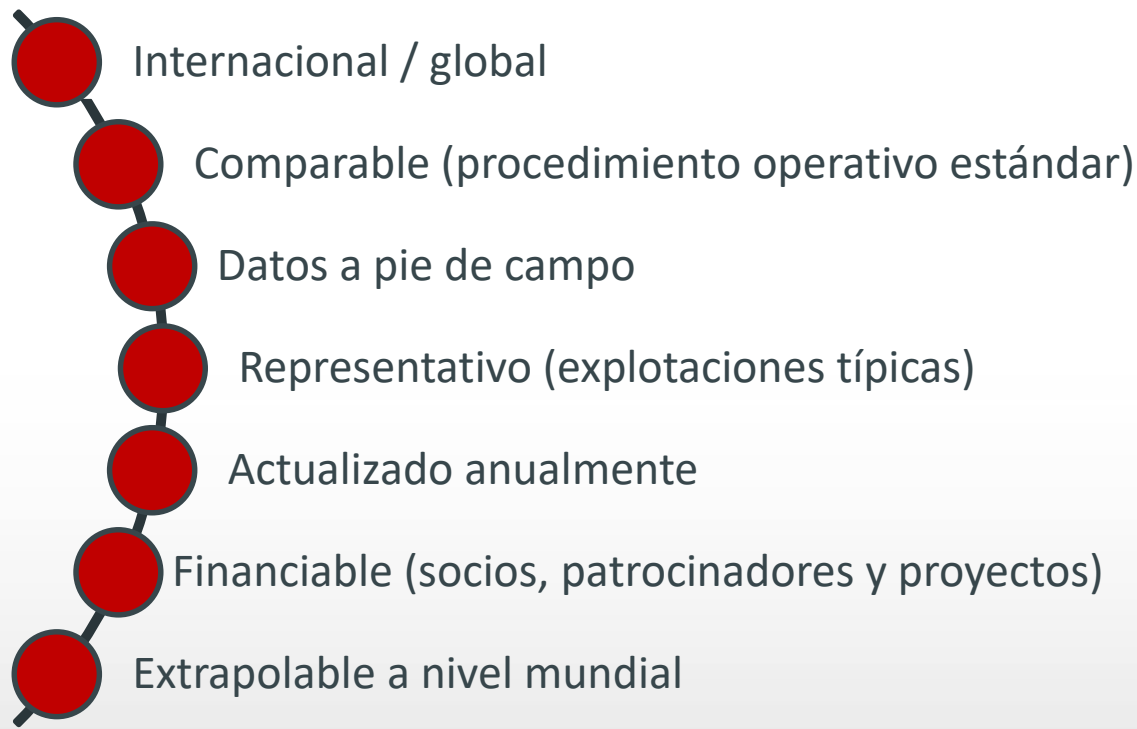 Internacional / global
Comparable (procedimiento operativo estándar)
Datos a pie de campo
Representativo (explotaciones típicas)
Actualizado anualmente
Financiable (socios, patrocinadores y proyectos)
Extrapolable a nivel mundial